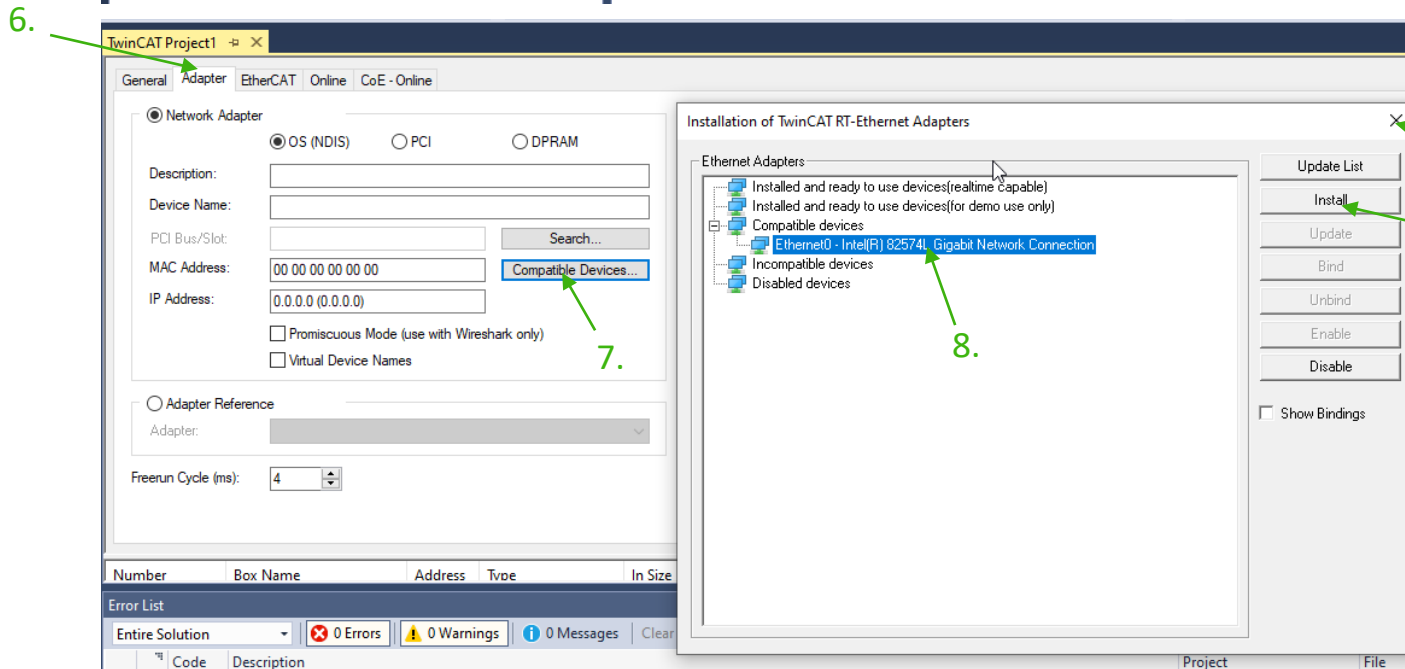 6.
TwinCAT Project1
General Adapter EtherCAT Online CoE - Online
Network Adapter
OS (NDIS) PCI DPRAM
Description:
Device Name:
PCI Bus/Slot: Search...
MAC Address: 00 00 00 00 00 00 Compatible Devices...
IP Address: 0.0.0.0 (0.0.0.0)
Promiscuous Mode (use with Wireshark only)
Virtual Device Names
7.
Adapter Reference
Adapter:
Freerun Cycle (ms): 4
Installation of TwinCAT RT-Ethernet Adapters
Ethernet Adapters
Installed and ready to use devices(realtime capable)
Installed and ready to use devices(for demo use only)
Compatible devices
Ethernet0 - Intel(R) 82574L Gigabit Network Connection
Incompatible devices
Disabled devices
8.
Update List
Install
Update
Bind
Unbind
Enable
Disable
Show Bindings
Number Box Name Address Type In Size
Error List
Entire Solution 0 Errors 0 Warnings 0 Messages Clear
Code Description Project File